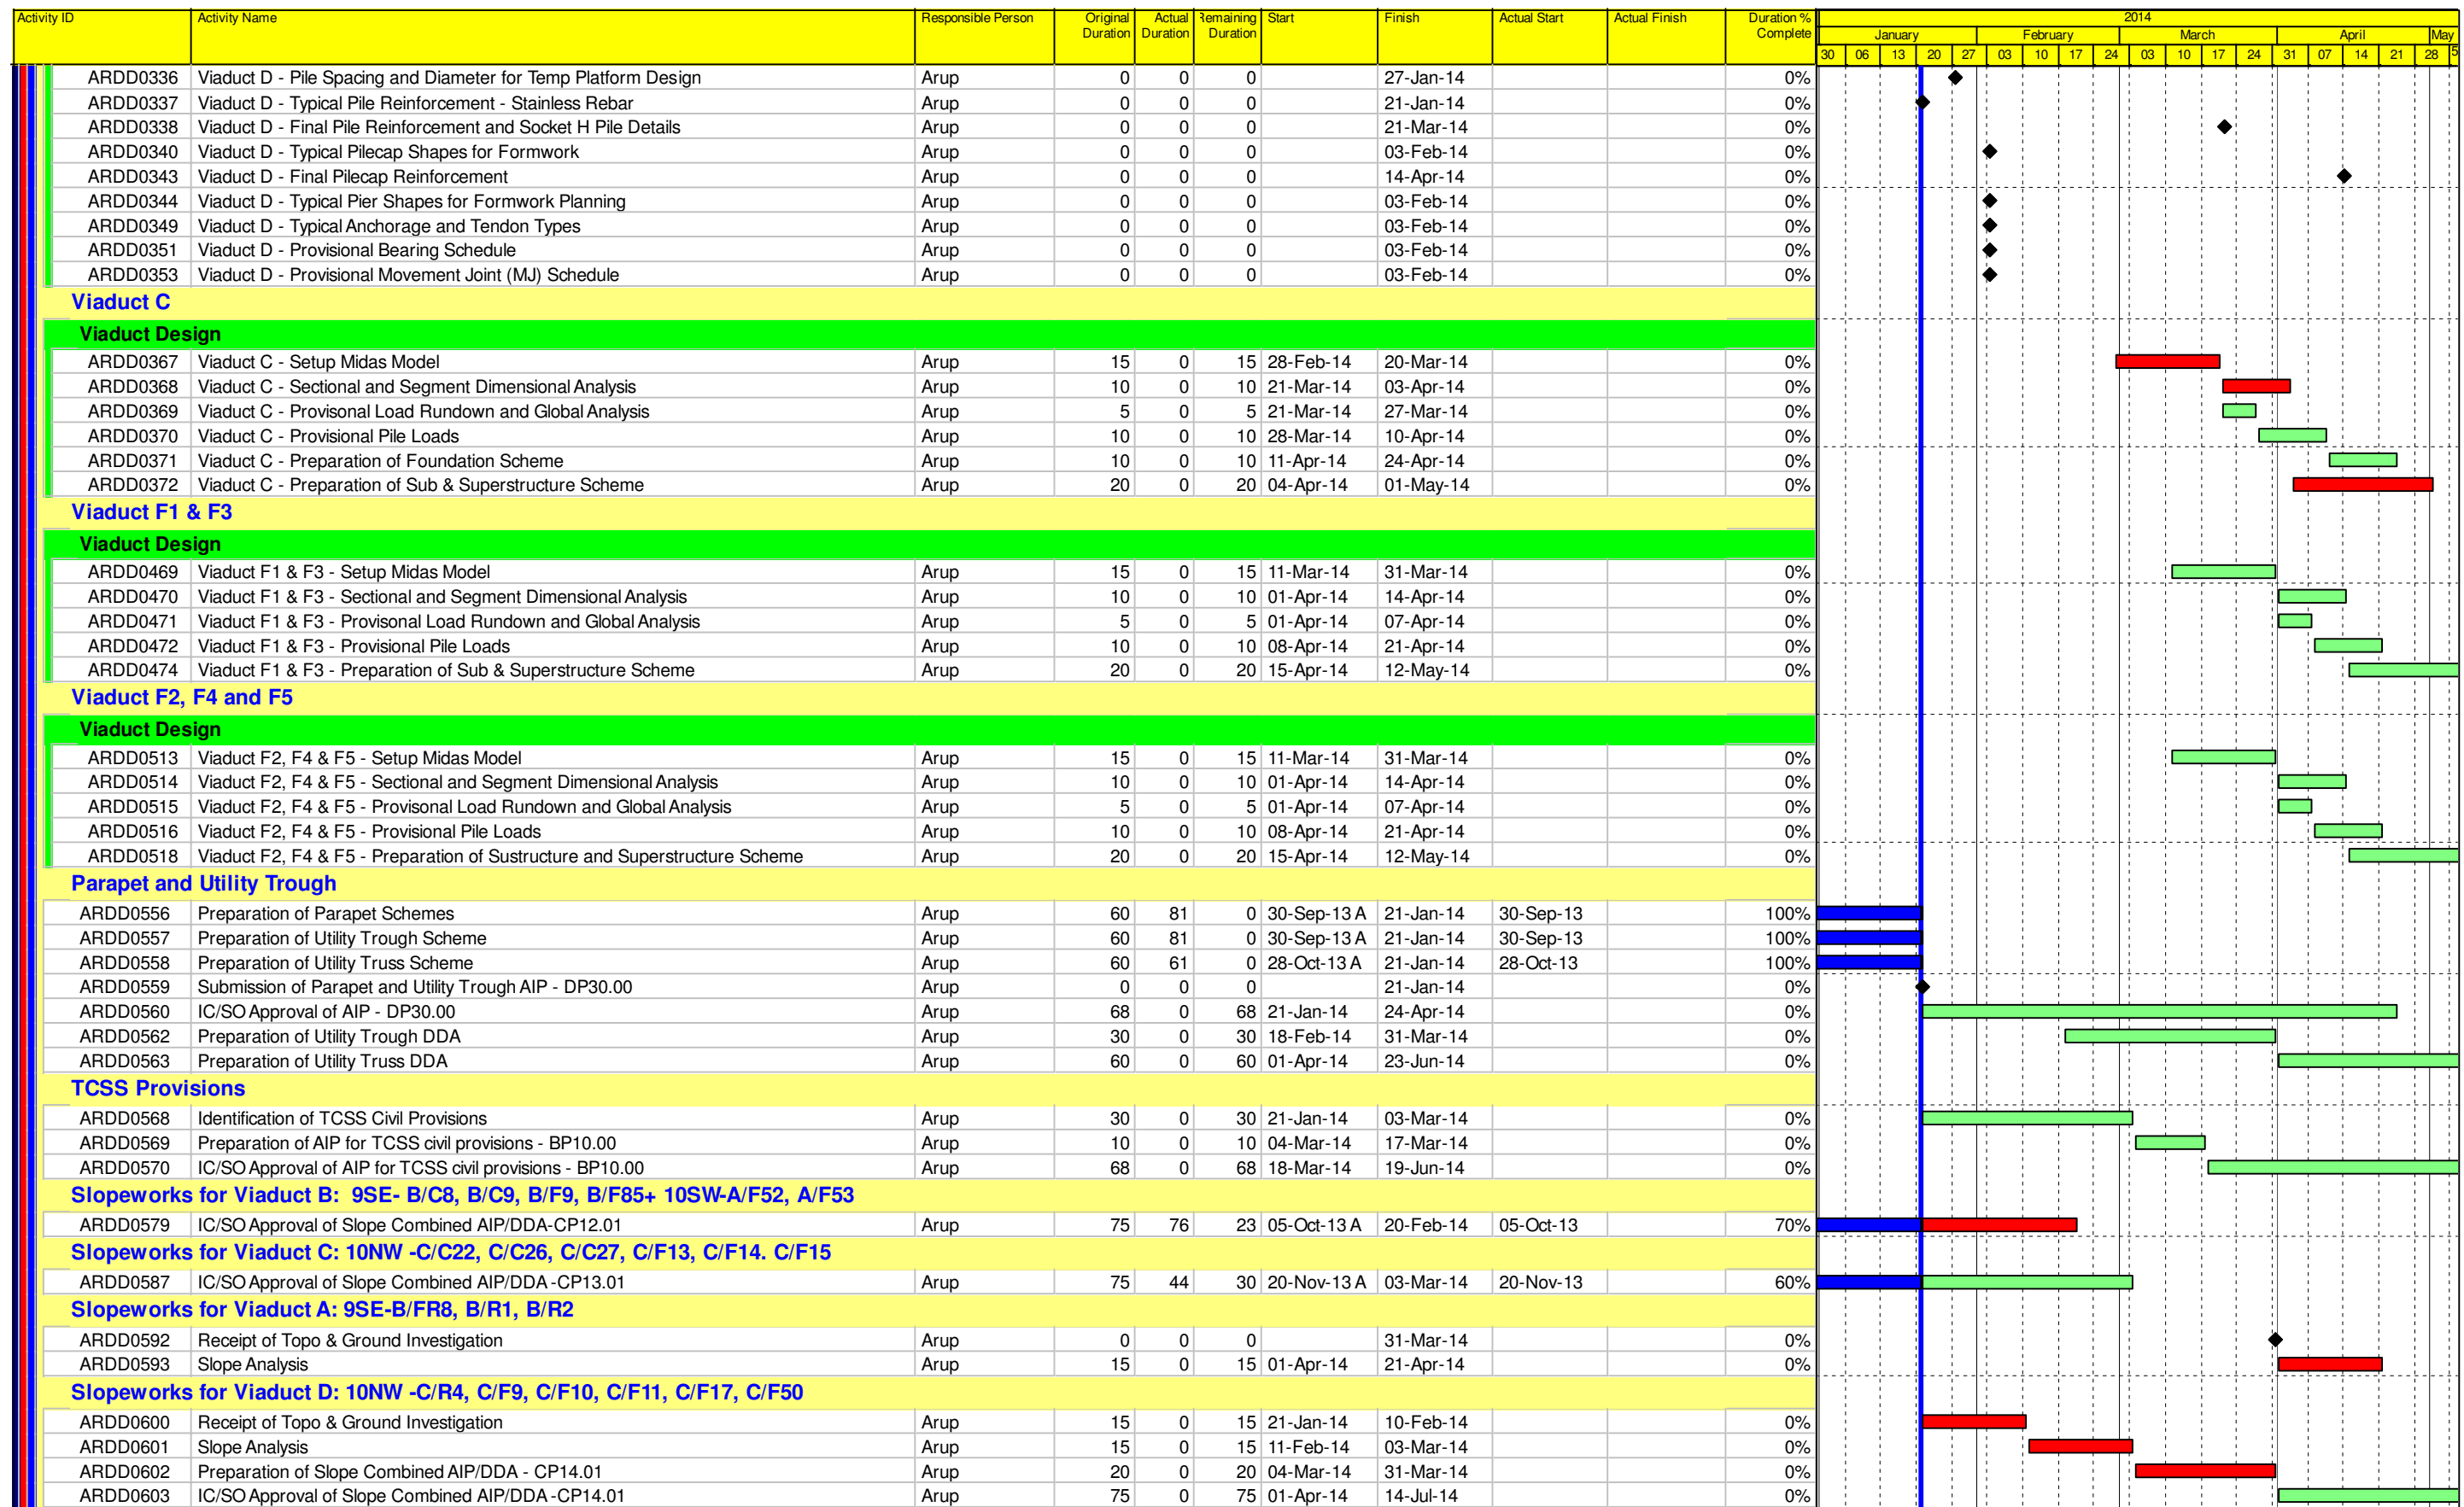 Activity ID Activity Name Responsible Person Original Duration Actual Duration Remaining Duration Start Finish Actual Start Actual Finish Duration % Complete 2014
January February March April May
30 06 13 20 27 03 10 17 24 03 10 17 24 31 07 14 21 28 5
ARDD0336 Viaduct D - Pile Spacing and Diameter for Temp Platform Design Arup 0 0 0 27-Jan-14 0%
ARDD0337 Viaduct D - Typical Pile Reinforcement - Stainless Rebar Arup 0 0 0 21-Jan-14 0%
ARDD0338 Viaduct D - Final Pile Reinforcement and Socket H Pile Details Arup 0 0 0 21-Mar-14 0%
ARDD0340 Viaduct D - Typical Pilecap Shapes for Formwork Arup 0 0 0 03-Feb-14 0%
ARDD0343 Viaduct D - Final Pilecap Reinforcement Arup 0 0 0 14-Apr-14 0%
ARDD0344 Viaduct D - Typical Pier Shapes for Formwork Planning Arup 0 0 0 03-Feb-14 0%
ARDD0349 Viaduct D - Typical Anchorage and Tendon Types Arup 0 0 0 03-Feb-14 0%
ARDD0351 Viaduct D - Provisional Bearing Schedule Arup 0 0 0 03-Feb-14 0%
ARDD0353 Viaduct D - Provisional Movement Joint (MJ) Schedule Arup 0 0 0 03-Feb-14 0%
Viaduct C
Viaduct Design
ARDD0367 Viaduct C - Setup Midas Model Arup 15 0 15 28-Feb-14 20-Mar-14 0%
ARDD0368 Viaduct C - Sectional and Segment Dimensional Analysis Arup 10 0 10 21-Mar-14 03-Apr-14 0%
ARDD0369 Viaduct C - Provisonal Load Rundown and Global Analysis Arup 5 0 5 21-Mar-14 27-Mar-14 0%
ARDD0370 Viaduct C - Provisional Pile Loads Arup 10 0 10 28-Mar-14 10-Apr-14 0%
ARDD0371 Viaduct C - Preparation of Foundation Scheme Arup 10 0 10 11-Apr-14 24-Apr-14 0%
ARDD0372 Viaduct C - Preparation of Sub & Superstructure Scheme Arup 20 0 20 04-Apr-14 01-May-14 0%
Viaduct F1 & F3
Viaduct Design
ARDD0469 Viaduct F1 & F3 - Setup Midas Model Arup 15 0 15 11-Mar-14 31-Mar-14 0%
ARDD0470 Viaduct F1 & F3 - Sectional and Segment Dimensional Analysis Arup 10 0 10 01-Apr-14 14-Apr-14 0%
ARDD0471 Viaduct F1 & F3 - Provisonal Load Rundown and Global Analysis Arup 5 0 5 01-Apr-14 07-Apr-14 0%
ARDD0472 Viaduct F1 & F3 - Provisional Pile Loads Arup 10 0 10 08-Apr-14 21-Apr-14 0%
ARDD0474 Viaduct F1 & F3 - Preparation of Sub & Superstructure Scheme Arup 20 0 20 15-Apr-14 12-May-14 0%
Viaduct F2, F4 and F5
Viaduct Design
ARDD0513 Viaduct F2, F4 & F5 - Setup Midas Model Arup 15 0 15 11-Mar-14 31-Mar-14 0%
ARDD0514 Viaduct F2, F4 & F5 - Sectional and Segment Dimensional Analysis Arup 10 0 10 01-Apr-14 14-Apr-14 0%
ARDD0515 Viaduct F2, F4 & F5 - Provisonal Load Rundown and Global Analysis Arup 5 0 5 01-Apr-14 07-Apr-14 0%
ARDD0516 Viaduct F2, F4 & F5 - Provisional Pile Loads Arup 10 0 10 08-Apr-14 21-Apr-14 0%
ARDD0518 Viaduct F2, F4 & F5 - Preparation of Sustructure and Superstructure Scheme Arup 20 0 20 15-Apr-14 12-May-14 0%
Parapet and Utility Trough
ARDD0556 Preparation of Parapet Schemes Arup 60 81 0 30-Sep-13 A 21-Jan-14 30-Sep-13 100%
ARDD0557 Preparation of Utility Trough Scheme Arup 60 81 0 30-Sep-13 A 21-Jan-14 30-Sep-13 100%
ARDD0558 Preparation of Utility Truss Scheme Arup 60 61 0 28-Oct-13 A 21-Jan-14 28-Oct-13 100%
ARDD0559 Submission of Parapet and Utility Trough AIP - DP30.00 Arup 0 0 0 21-Jan-14 0%
ARDD0560 IC/SO Approval of AIP - DP30.00 Arup 68 0 68 21-Jan-14 24-Apr-14 0%
ARDD0562 Preparation of Utility Trough DDA Arup 30 0 30 18-Feb-14 31-Mar-14 0%
ARDD0563 Preparation of Utility Truss DDA Arup 60 0 60 01-Apr-14 23-Jun-14 0%
TCSS Provisions
ARDD0568 Identification of TCSS Civil Provisions Arup 30 0 30 21-Jan-14 03-Mar-14 0%
ARDD0569 Preparation of AIP for TCSS civil provisions - BP10.00 Arup 10 0 10 04-Mar-14 17-Mar-14 0%
ARDD0570 IC/SO Approval of AIP for TCSS civil provisions - BP10.00 Arup 68 0 68 18-Mar-14 19-Jun-14 0%
Slopeworks for Viaduct B: 9SE- B/C8, B/C9, B/F9, B/F85+ 10SW-A/F52, A/F53
ARDD0579 IC/SO Approval of Slope Combined AIP/DDA-CP12.01 Arup 75 76 23 05-Oct-13 A 20-Feb-14 05-Oct-13 70%
Slopeworks for Viaduct C: 10NW -C/C22, C/C26, C/C27, C/F13, C/F14. C/F15
ARDD0587 IC/SO Approval of Slope Combined AIP/DDA -CP13.01 Arup 75 44 30 20-Nov-13 A 03-Mar-14 20-Nov-13 60%
Slopeworks for Viaduct A: 9SE-B/FR8, B/R1, B/R2
ARDD0592 Receipt of Topo & Ground Investigation Arup 0 0 0 31-Mar-14 0%
ARDD0593 Slope Analysis Arup 15 0 15 01-Apr-14 21-Apr-14 0%
Slopeworks for Viaduct D: 10NW -C/R4, C/F9, C/F10, C/F11, C/F17, C/F50
ARDD0600 Receipt of Topo & Ground Investigation Arup 15 0 15 21-Jan-14 10-Feb-14 0%
ARDD0601 Slope Analysis Arup 15 0 15 11-Feb-14 03-Mar-14 0%
ARDD0602 Preparation of Slope Combined AIP/DDA - CP14.01 Arup 20 0 20 04-Mar-14 31-Mar-14 0%
ARDD0603 IC/SO Approval of Slope Combined AIP/DDA -CP14.01 Arup 75 0 75 01-Apr-14 14-Jul-14 0%